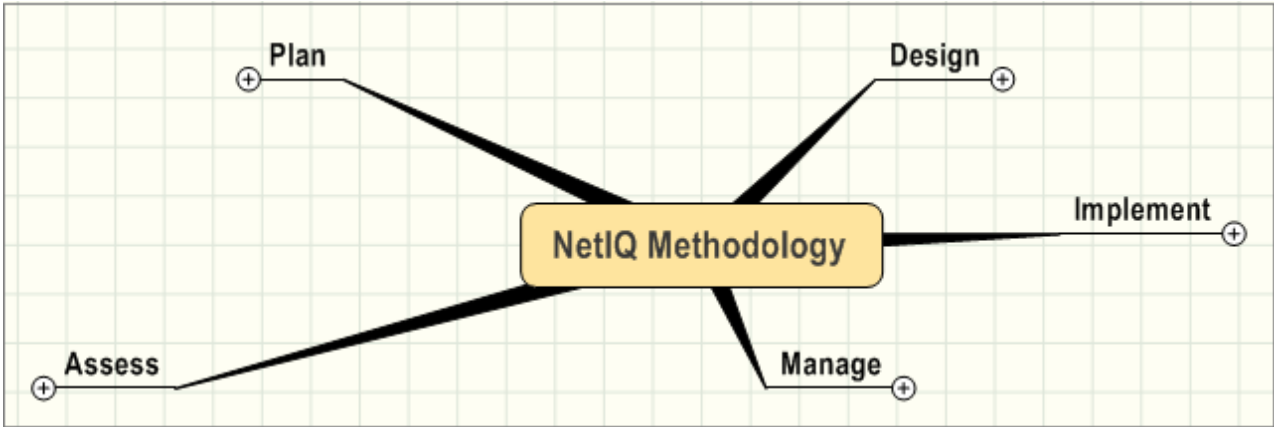 Plan
Design
Implement
NetIQ Methodology
Assess
Manage